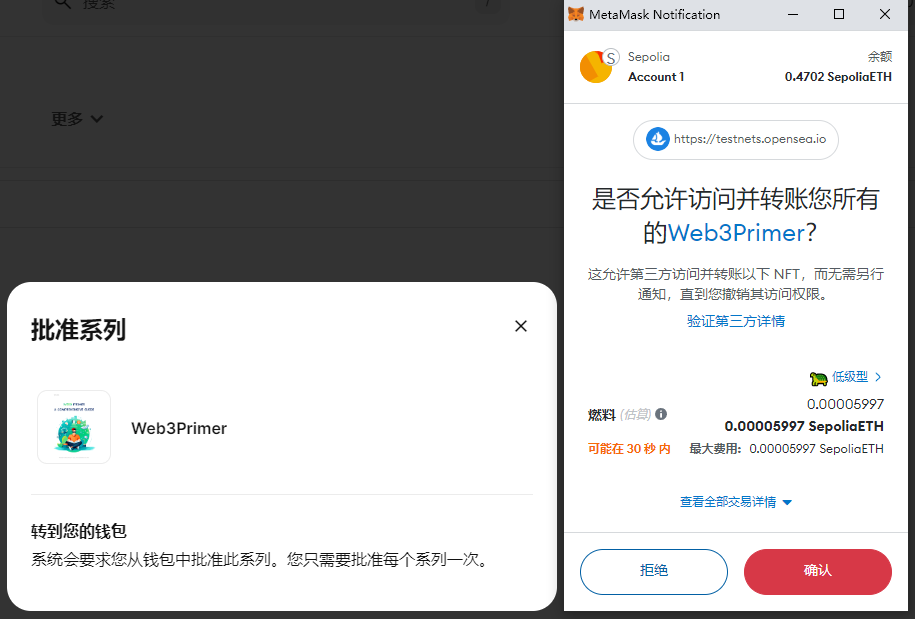 搜索
/
更多
批准系列
Web3Primer
转到您的钱包
系统会要求您从钱包中批准此系列。您只需要批准每个系列一次。
MetaMask Notification
S
Sepolia
余额
Account 1
0.4702 SepoliaETH
https://testnets.opensea.io
是否允许访问并转账您所有
的Web3Primer?
这允许第三方访问并转账以下 NFT，而无需另行
通知，直到您撤销其访问权限。
验证第三方详情
低级型
0.00005997
燃料 (估算)
0.00005997 SepoliaETH
可能在 30 秒 内
最大费用: 0.00005997 SepoliaETH
查看全部交易详情
拒绝
确认